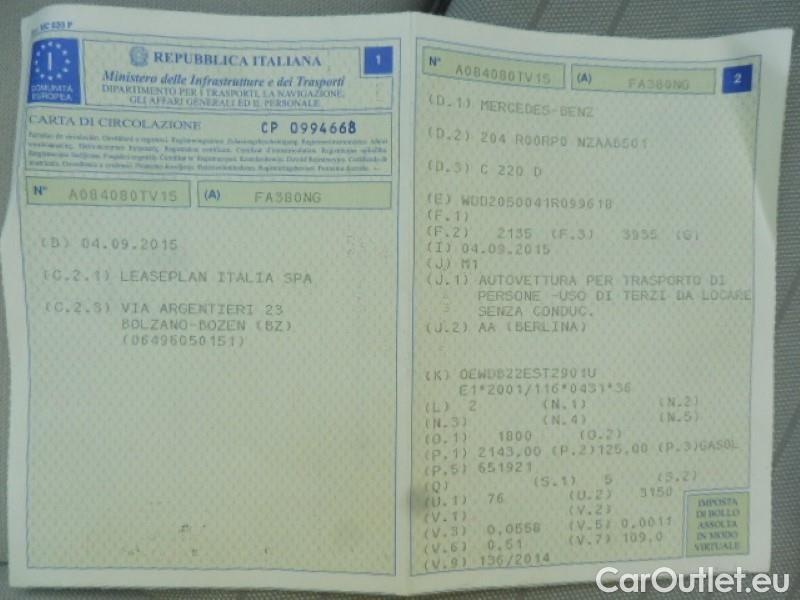 MC 820 F
I
COMUNITÀ
EUROPEA
REPUBBLICA ITALIANA
1
Ministero delle Infrastrutture e dei Trasporti
DIPARTIMENTO PER I TRASPORTI, LA NAVIGAZIONE,
GLI AFFARI GENERALI ED IL PERSONALE
CARTA DI CIRCOLAZIONE
CP 0994668
N° A084080TV15 (A) FA380NG
(B) 04.09.2015
(C.2.1) LEASEPLAN ITALIA SPA
(C.2.3) VIA ARGENTIERI 23
BOLZANO-BOZEN (BZ)
(06496050151)
N° A084080TV15 (A) FA380NG
2
(D.1) MERCEDES-BENZ
(D.2) 204 R00RP0 NZAA6501
(D.3) C 220 D
(E) WDD2050041R099618
(F.1)
(F.2) 2135 (F.3) 3935 (G)
(I) 04.09.2015
(J) M1
(J.1) AUTOVETTURA PER TRASPORTO DI
PERSONE -USO DI TERZI DA LOCARE
SENZA CONDUC.
(J.2) AA (BERLINA)
(K) OEWDB22EST2901U
E1*2001/116*0431*36
(L) 2 (N.1) (N.2)
(N.3) (N.4) (N.5)
(O.1) 1800 (O.2)
(P.1) 2143,00 (P.2)125,00 (P.3)GASOL
(P.5) 651921
(Q) (S.1) 5 (S.2)
(U.1) 76 (U.2) 3150
(V.1) (V.2)
(V.3) 0,0558 (V.5) 0,0011
(V.6) 0,51 (V.7) 109,0
(V.9) 136/2014
IMPOSTA
DI BOLLO
ASSOLTA
IN MODO
VIRTUALE
CarOutlet.eu